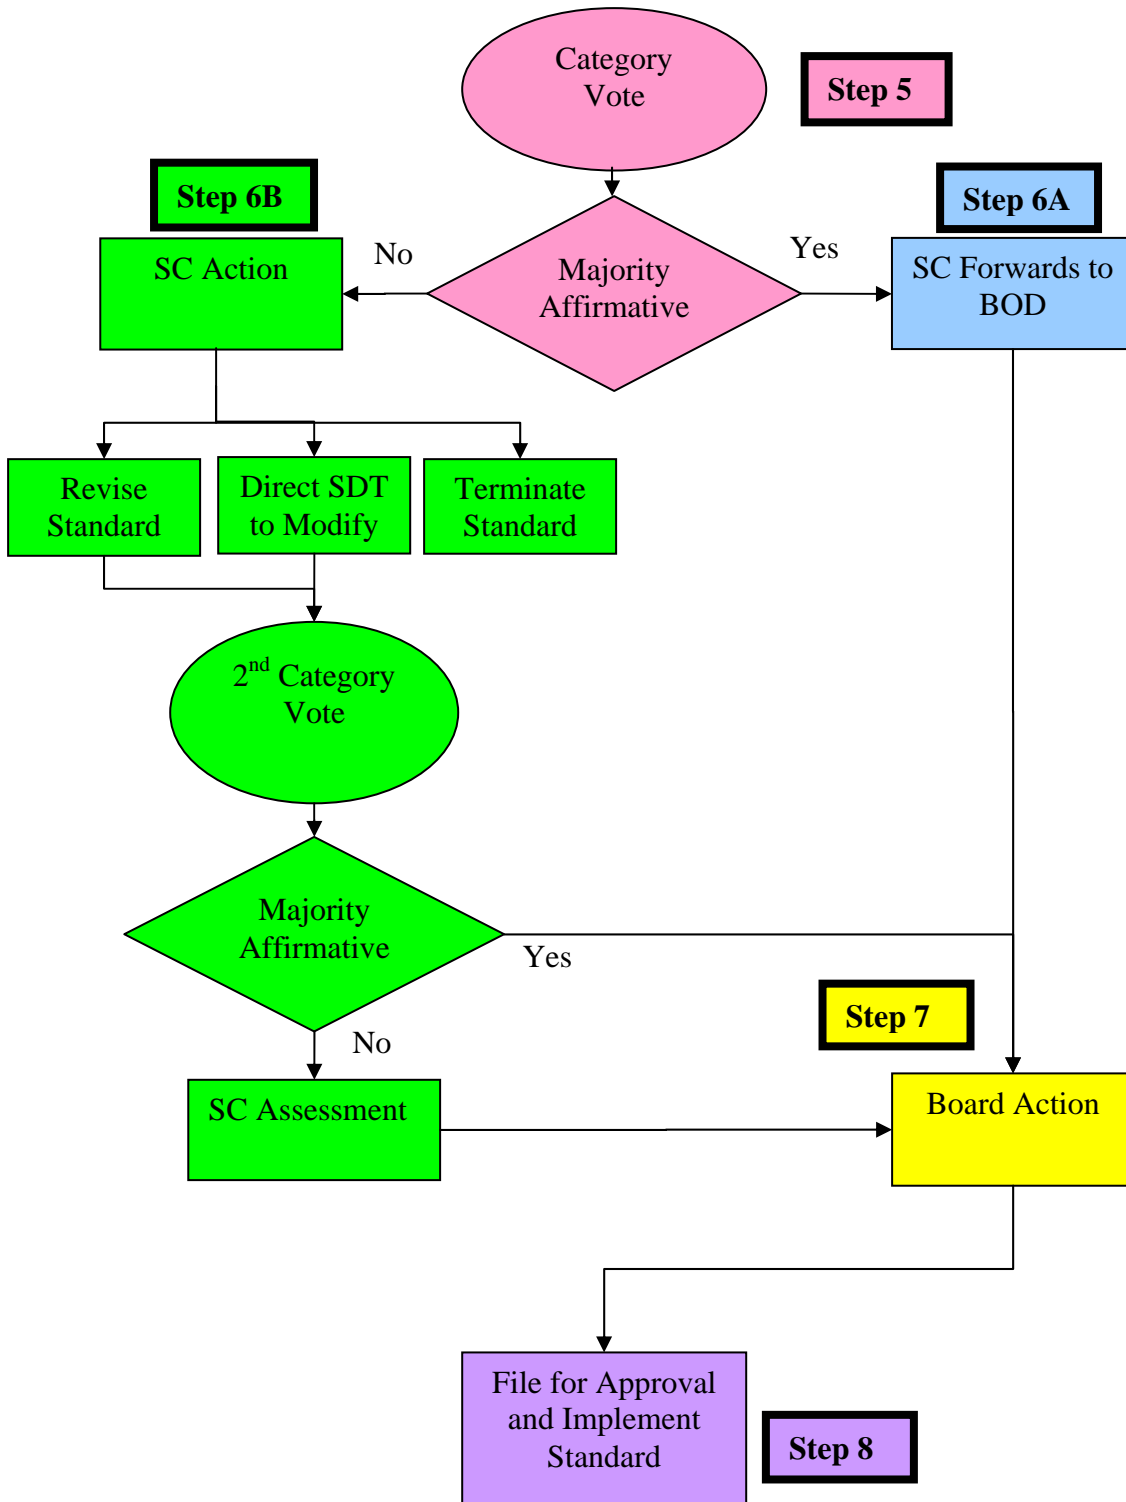 Category
Vote
Step 5
Step 6B
Step 6A
SC Action
No
Majority
Affirmative
Yes
SC Forwards to
BOD
Revise
Standard
Direct SDT
to Modify
Terminate
Standard
2nd Category
Vote
Majority
Affirmative
Yes
No
Step 7
SC Assessment
Board Action
File for Approval
and Implement
Standard
Step 8